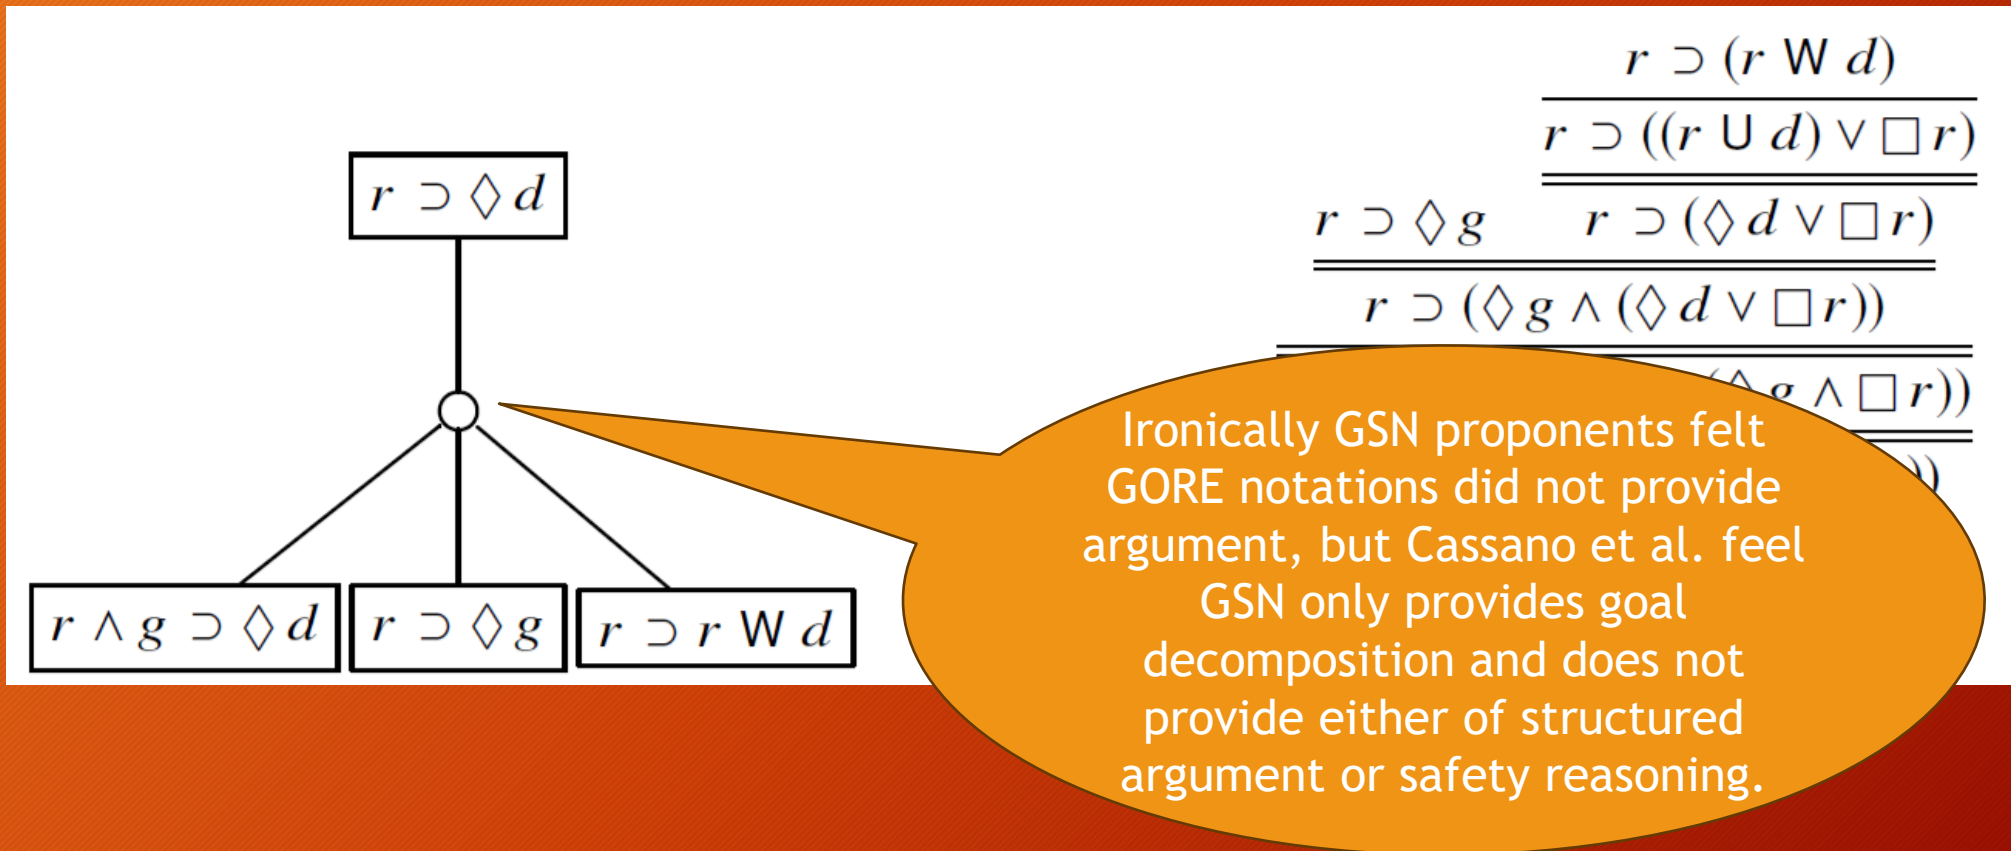 r ⊃ ◇ d
r ∧ g ⊃ ◇ d
r ⊃ ◇ g
r ⊃ r W d
r ⊃ (r W d)
r ⊃ ((r U d) ∨ □ r)
r ⊃ ◇ g r ⊃ (◇ d ∨ □ r)
r ⊃ (◇ g ∧ (◇ d ∨ □ r))
g ∧ □ r))
))
Ironically GSN proponents felt
GORE notations did not provide
argument, but Cassano et al. feel
GSN only provides goal
decomposition and does not
provide either of structured
argument or safety reasoning.